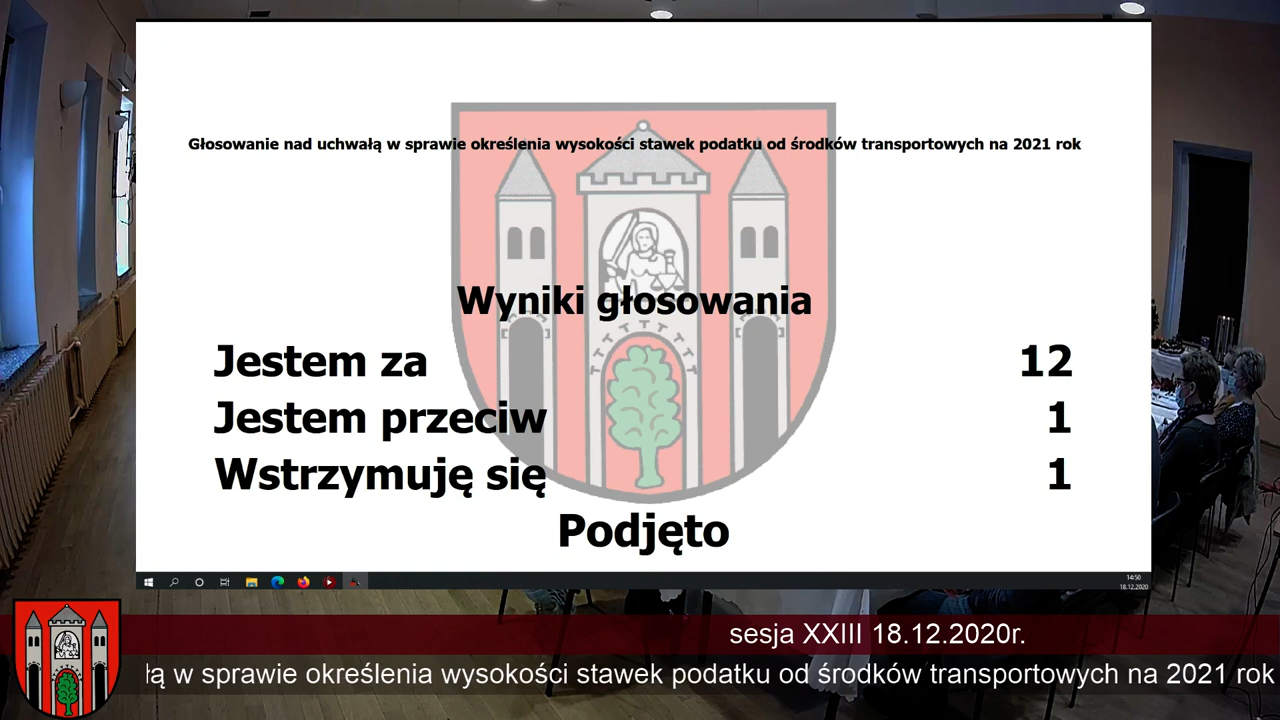 Głosowanie nad uchwałą w sprawie określenia wysokości stawek podatku od środków transportowych na 2021 rok
Wyniki głosowania
Jestem za 12
Jestem przeciw 1
Wstrzymuję się 1
Podjęto
14:50
18.12.2020
sesja XXIII 18.12.2020r.
łą w sprawie określenia wysokości stawek podatku od środków transportowych na 2021 rok